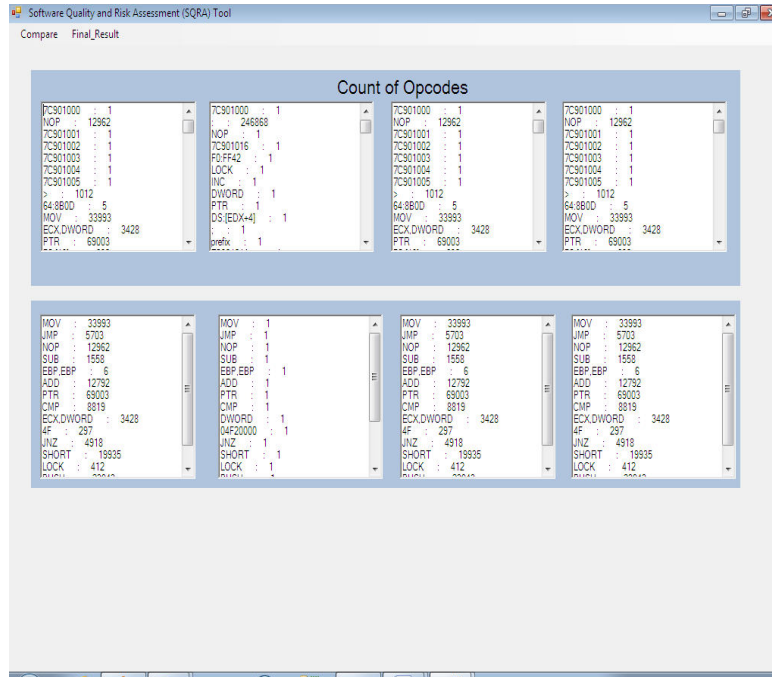 Software Quality and Risk Assessment (SQRA) Tool
Compare Final_Result
Count of Opcodes
7C901000 : 1
NOP : 12962
7C901001 : 1
7C901002 : 1
7C901003 : 1
7C901004 : 1
7C901005 : 1
> : 1012
64:8B0D : 5
MOV : 33993
ECX,DWORD : 3428
PTR : 69003
7C901000 : 1
; : 246868
NOP : 1
7C901016 : 1
F0:FF42 : 1
LOCK : 1
INC : 1
DWORD : 1
PTR : 1
DS:[EDX+4] : 1
; : 1
prefix : 1
7C901000 : 1
NOP : 12962
7C901001 : 1
7C901002 : 1
7C901003 : 1
7C901004 : 1
7C901005 : 1
> : 1012
64:8B0D : 5
MOV : 33993
ECX,DWORD : 3428
PTR : 69003
7C901000 : 1
NOP : 12962
7C901001 : 1
7C901002 : 1
7C901003 : 1
7C901004 : 1
7C901005 : 1
> : 1012
64:8B0D : 5
MOV : 33993
ECX,DWORD : 3428
PTR : 69003
MOV : 33993
JMP : 5703
NOP : 12962
SUB : 1558
EBP,EBP : 6
ADD : 12792
PTR : 69003
CMP : 8819
ECX,DWORD : 3428
4F : 297
JNZ : 4918
SHORT : 19935
LOCK : 412
MOV : 1
JMP : 1
NOP : 1
SUB : 1
EBP,EBP : 1
ADD : 1
PTR : 1
CMP : 1
DWORD : 1
04F20000 : 1
JNZ : 1
SHORT : 1
LOCK : 1
MOV : 33993
JMP : 5703
NOP : 12962
SUB : 1558
EBP,EBP : 6
ADD : 12792
PTR : 69003
CMP : 8819
ECX,DWORD : 3428
4F : 297
JNZ : 4918
SHORT : 19935
LOCK : 412
MOV : 33993
JMP : 5703
NOP : 12962
SUB : 1558
EBP,EBP : 6
ADD : 12792
PTR : 69003
CMP : 8819
ECX,DWORD : 3428
4F : 297
JNZ : 4918
SHORT : 19935
LOCK : 412